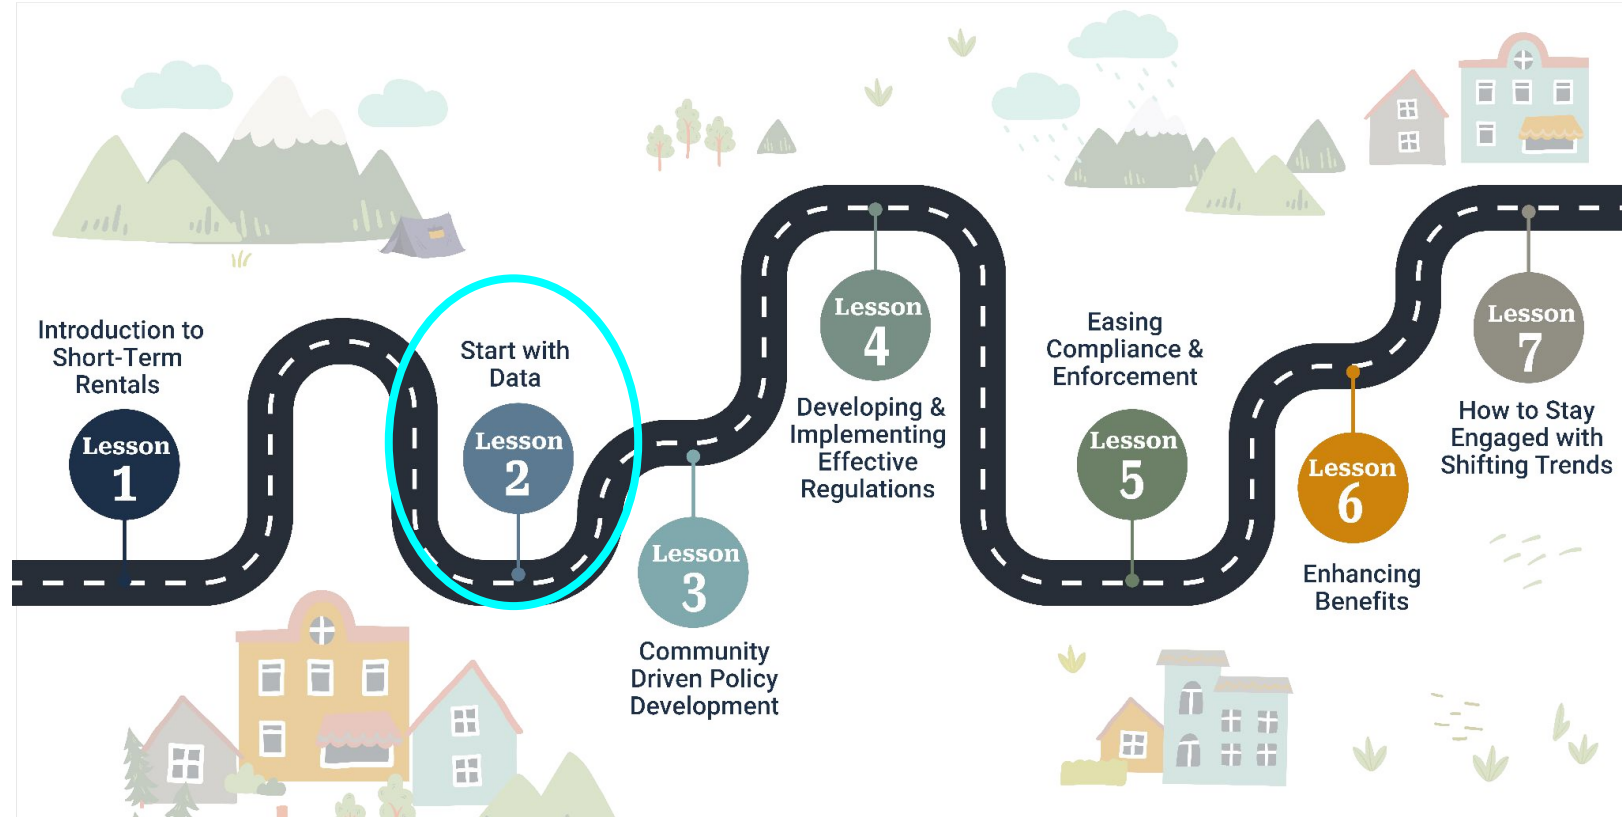 Introduction to
Short-Term
Rentals
Lesson
1
Start with
Data
Lesson
2
Lesson
3
Community
Driven Policy
Development
Lesson
4
Developing &
Implementing
Effective
Regulations
Easing
Compliance &
Enforcement
Lesson
5
Lesson
6
Enhancing
Benefits
Lesson
7
How to Stay
Engaged with
Shifting Trends